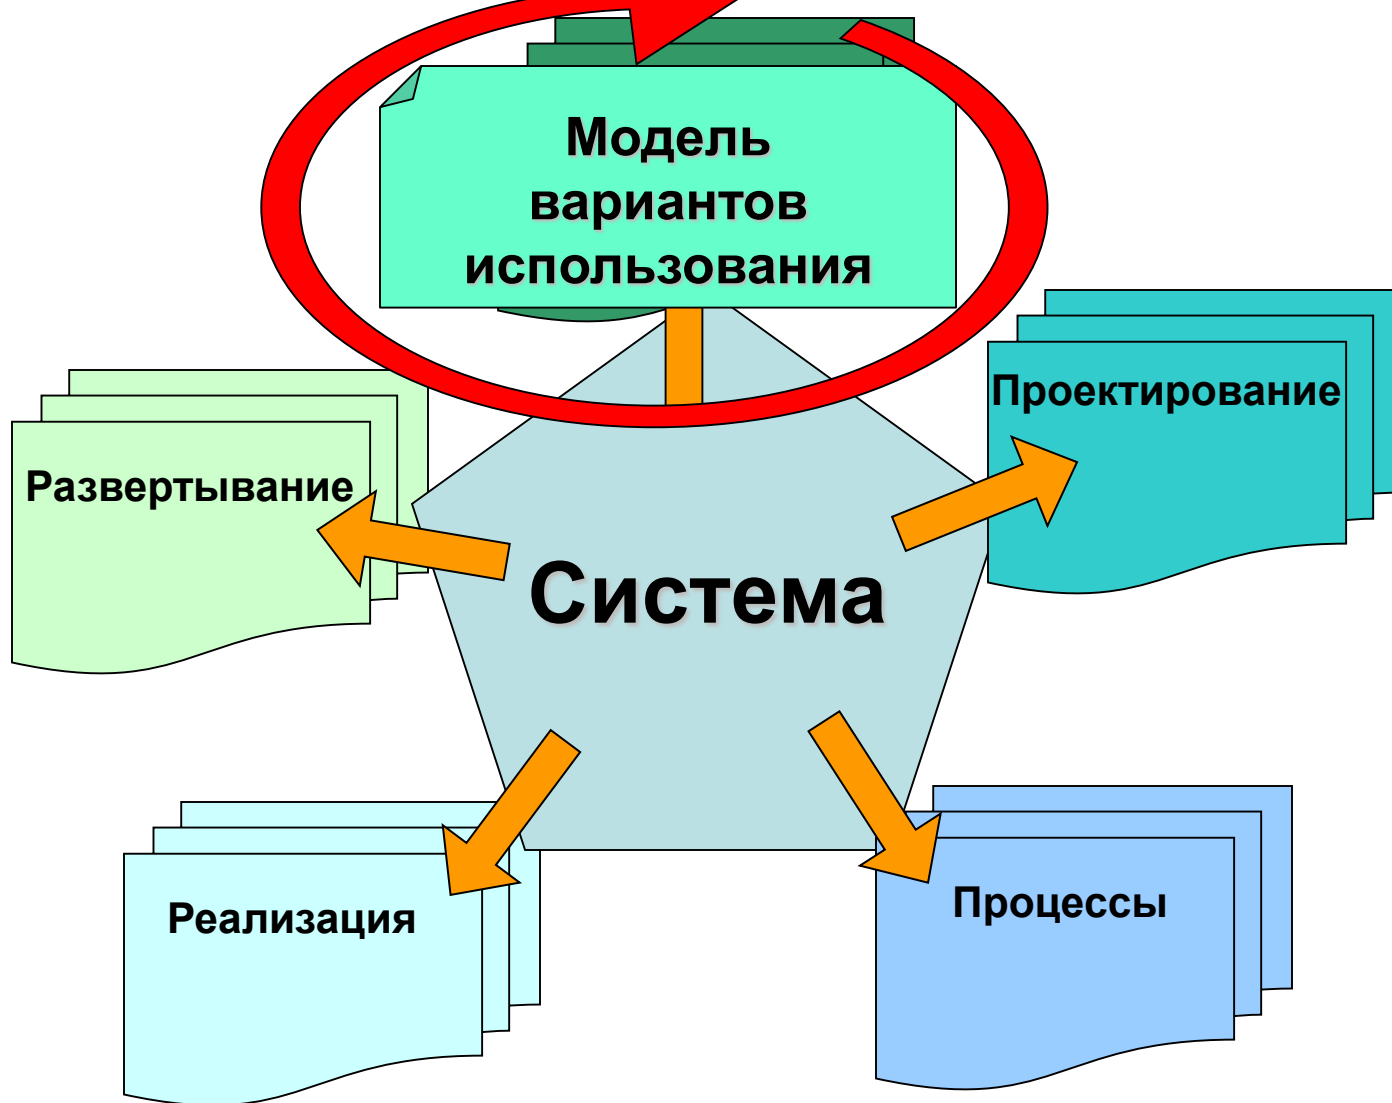 Модель
вариантов
использования
Проектирование
Развертывание
Система
Реализация
Процессы